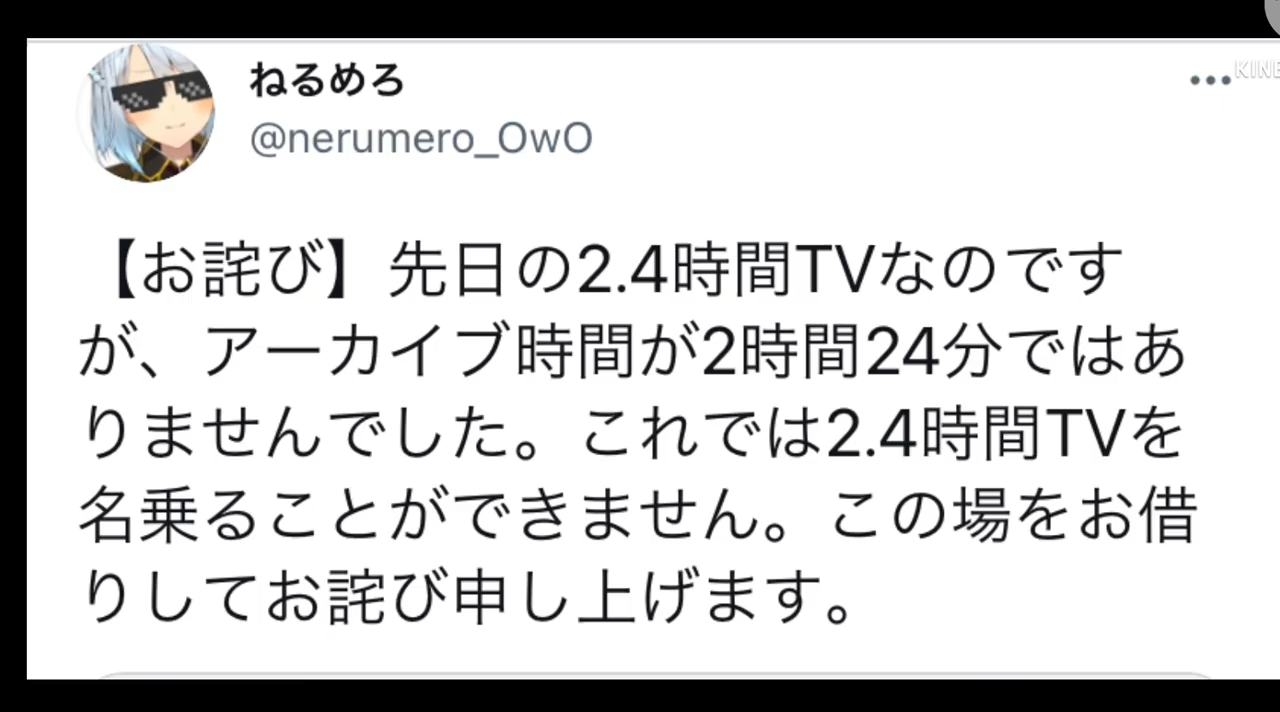 ねるめろ
@nerumero_OwO
KINE
【お詫び】先日の2.4時間TVなのです
が、アーカイブ時間が2時間24分ではあ
りませんでした。これでは2.4時間TVを
名乗ることができません。この場をお借
りしてお詫び申し上げます。